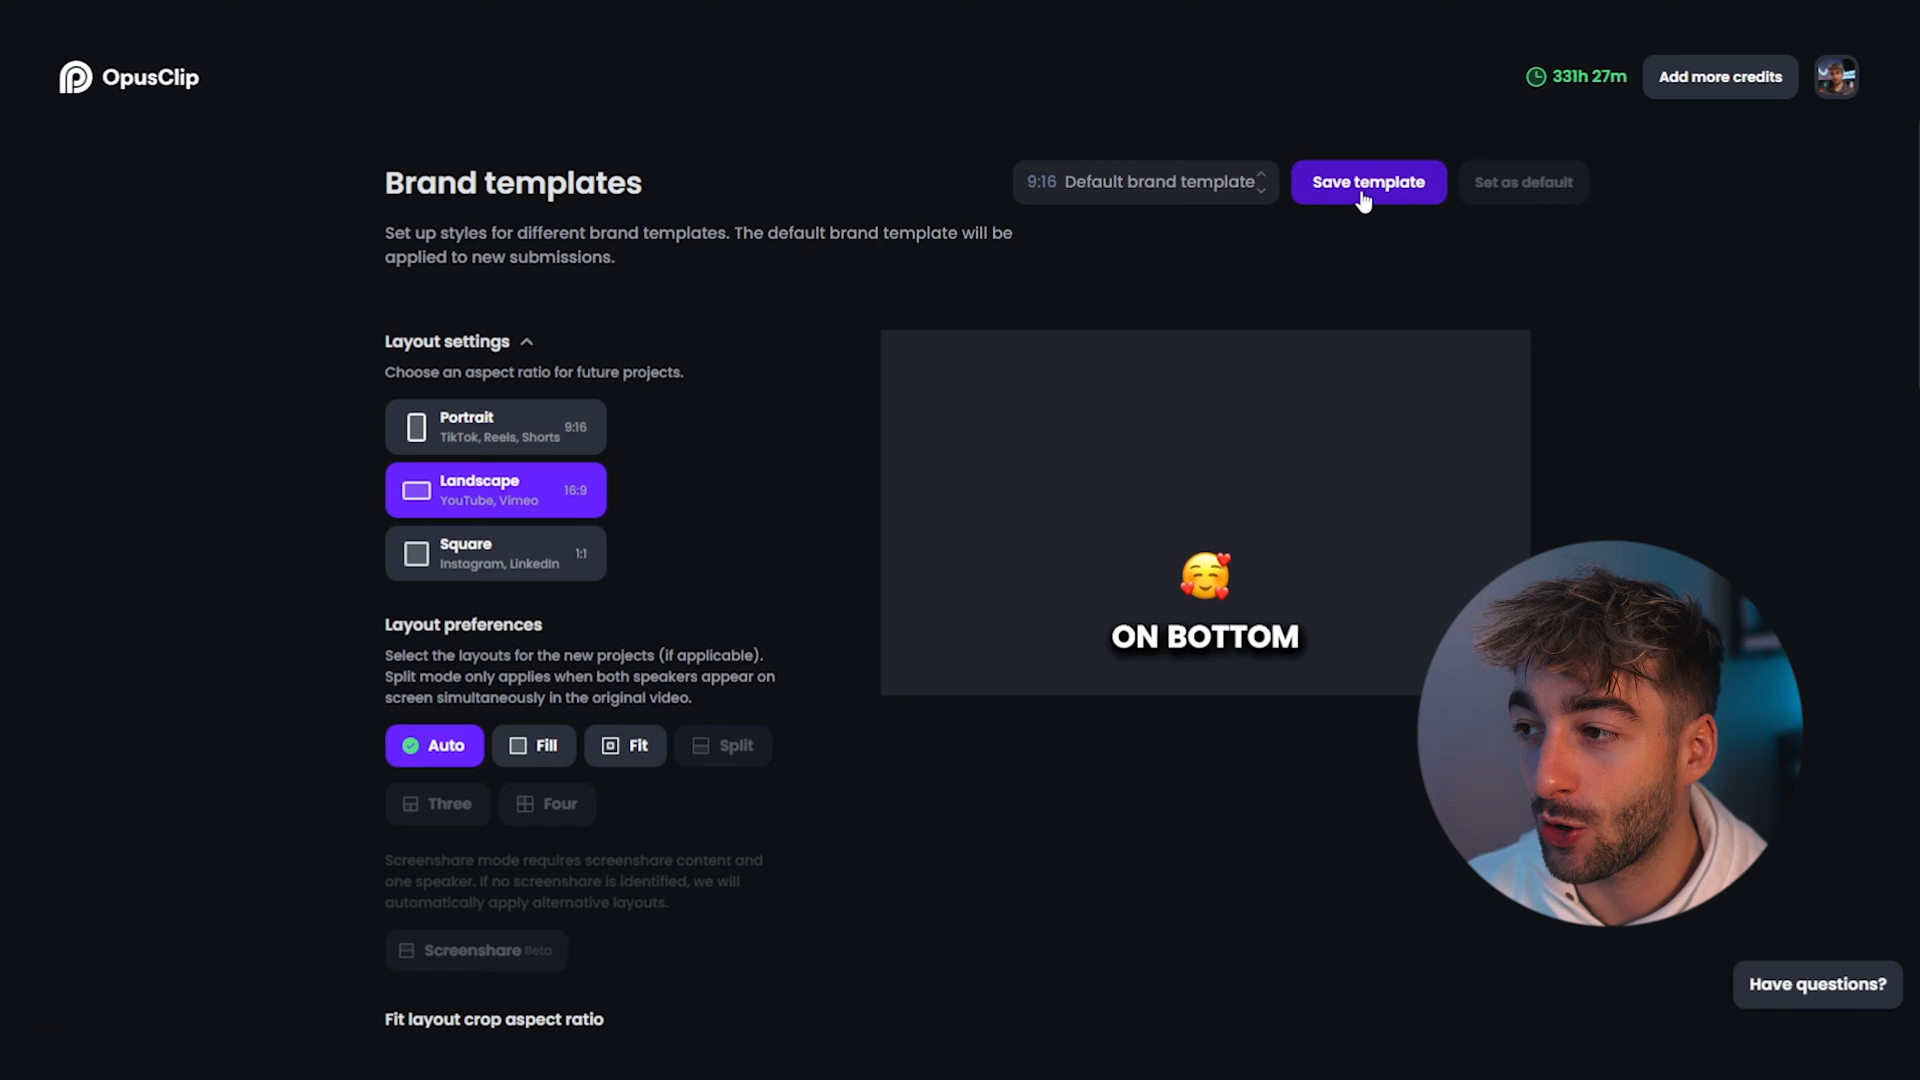 OpusClip
331h 27m
Add more credits
Brand templates
9:16 Default brand template
Save template
Set as default
Set up styles for different brand templates. The default brand template will be
applied to new submissions.
Layout settings
Choose an aspect ratio for future projects.
Portrait
TikTok, Reels, Shorts
9:16
Landscape
YouTube, Vimeo
16:9
Square
Instagram, LinkedIn
1:1
ON BOTTOM
Layout preferences
Select the layouts for the new projects (if applicable).
Split mode only applies when both speakers appear on
screen simultaneously in the original video.
Auto
Fill
Fit
Split
Three
Four
Screenshare mode requires screenshare content and
one speaker. If no screenshare is identified, we will
automatically apply alternative layouts.
Screenshare Beta
Have questions?
Fit layout crop aspect ratio